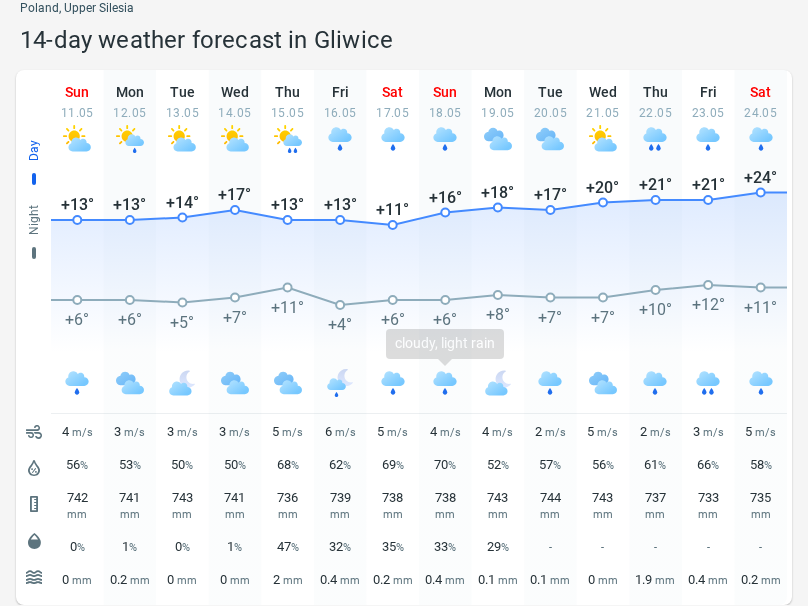 Poland, Upper Silesia
14-day weather forecast in Gliwice
Sun Mon Tue Wed Thu Fri Sat Sun Mon Tue Wed Thu Fri Sat
11.05 12.05 13.05 14.05 15.05 16.05 17.05 18.05 19.05 20.05 21.05 22.05 23.05 24.05
Day
+13° +13° +14° +17° +13° +13° +11° +16° +18° +17° +20° +21° +21° +24°
Night
+6° +6° +5° +7° +11° +4° +6° +6° +8° +7° +7° +10° +12° +11°
cloudy, light rain
4 m/s 3 m/s 3 m/s 3 m/s 5 m/s 6 m/s 5 m/s 4 m/s 4 m/s 2 m/s 5 m/s 2 m/s 3 m/s 5 m/s
56% 53% 50% 50% 68% 62% 69% 70% 52% 57% 56% 61% 66% 58%
742 741 743 741 736 739 738 738 743 744 743 737 733 735
mm mm mm mm mm mm mm mm mm mm mm mm mm mm
0% 1% 0% 1% 47% 32% 35% 33% 29% - - - - -
0 mm 0.2 mm 0 mm 0 mm 2 mm 0.4 mm 0.2 mm 0.4 mm 0.1 mm 0.1 mm 0 mm 1.9 mm 0.4 mm 0.2 mm